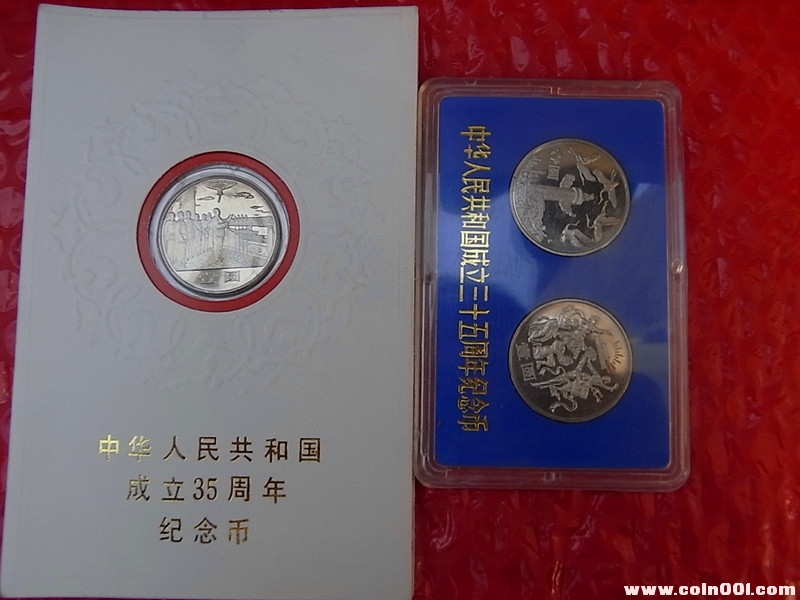 壹圆
中华人民共和国
成立35周年
纪念币
中华人民共和国成立三十五周年纪念币
壹圆
壹圆
www.coin001.com